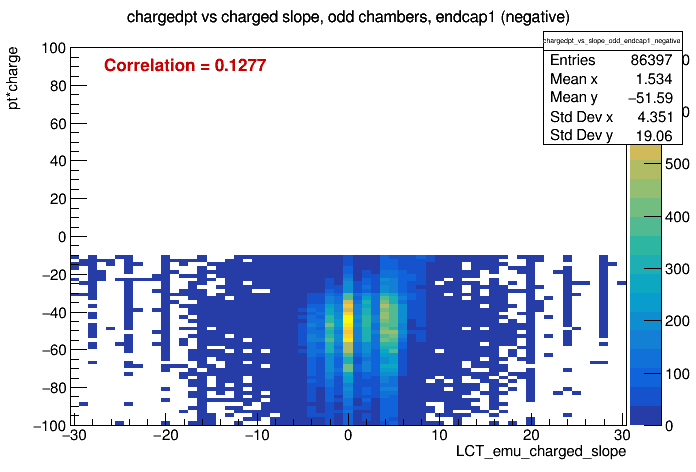 chargedpt vs charged slope, odd chambers, endcap1 (negative)
chargedpt_vs_slope_odd_endcap1_negative
Entries 86397
Mean x 1.534
Mean y −51.59
Std Dev x 4.351
Std Dev y 19.06
Correlation = 0.1277
pt*charge
100
80
60
40
20
0
−20
−40
−60
−80
−100
−30 −20 −10 0 10 20 30
LCT_emu_charged_slope
0
0
500
400
300
200
100
0